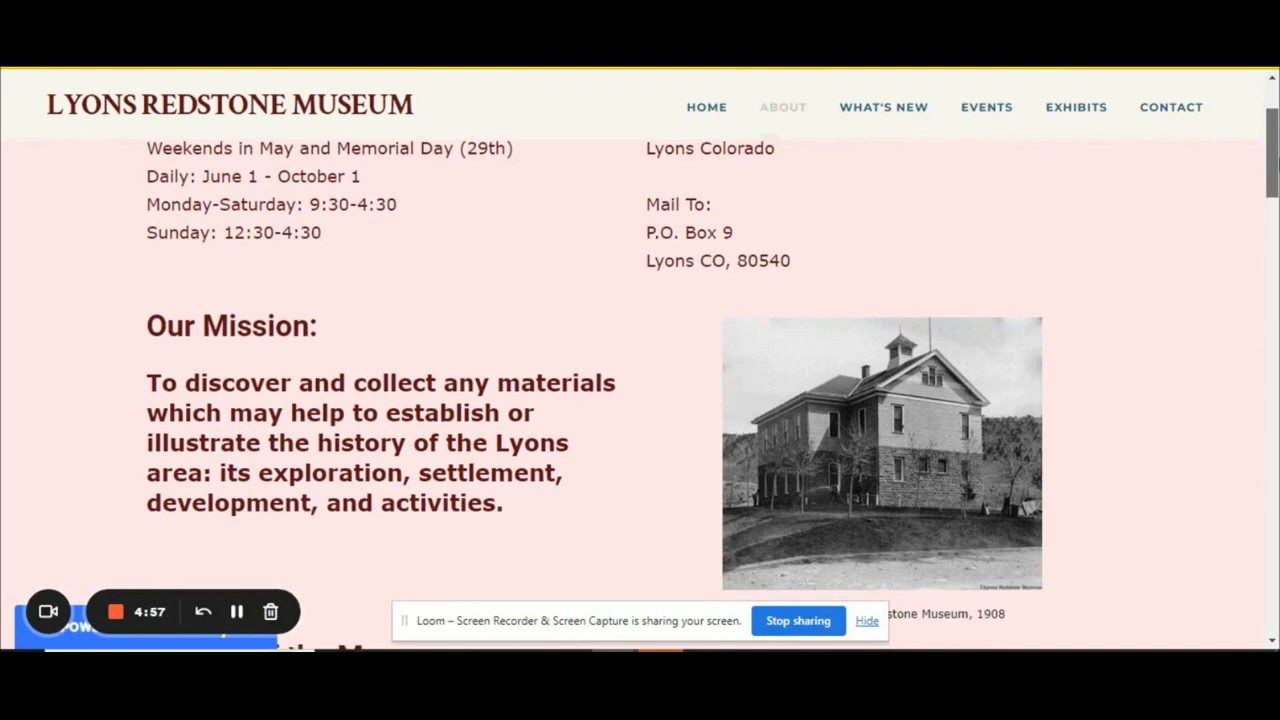 LYONS REDSTONE MUSEUM
HOME ABOUT WHAT'S NEW EVENTS EXHIBITS CONTACT
Weekends in May and Memorial Day (29th)
Daily: June 1 - October 1
Monday-Saturday: 9:30-4:30
Sunday: 12:30-4:30
Lyons Colorado
Mail To:
P.O. Box 9
Lyons CO, 80540
Our Mission:
To discover and collect any materials
which may help to establish or
illustrate the history of the Lyons
area: its exploration, settlement,
development, and activities.
Lyons Redstone Museum
stone Museum, 1908
4:57
Loom – Screen Recorder & Screen Capture is sharing your screen.
Stop sharing
Hide